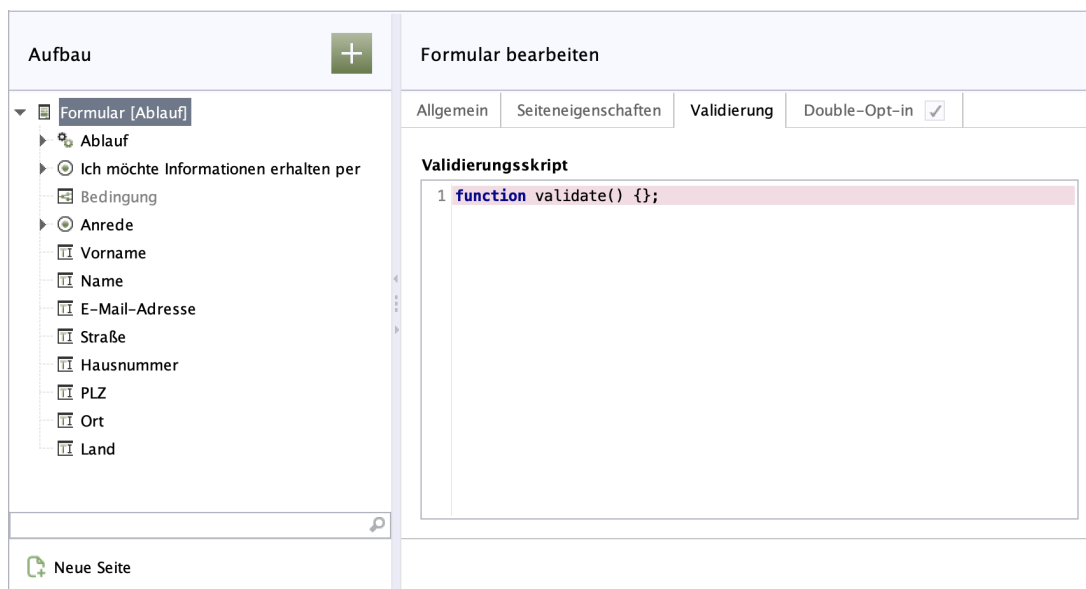 Aufbau
Formular [Ablauf]
Ablauf
Ich möchte Informationen erhalten per
Bedingung
Anrede
Vorname
Name
E-Mail-Adresse
Straße
Hausnummer
PLZ
Ort
Land
Neue Seite
Formular bearbeiten
Allgemein Seiteneigenschaften Validierung Double-Opt-in
Validierungsskript
1 function validate() {};